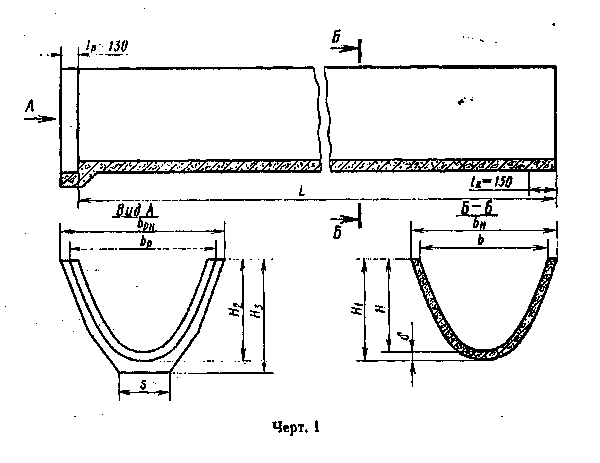 lр=130
Б
А
L
lк=150
Б
Вид А
bрн
bр
Б-Б
bн
b
H2
H3
H1
H
δ
s
Черт. 1